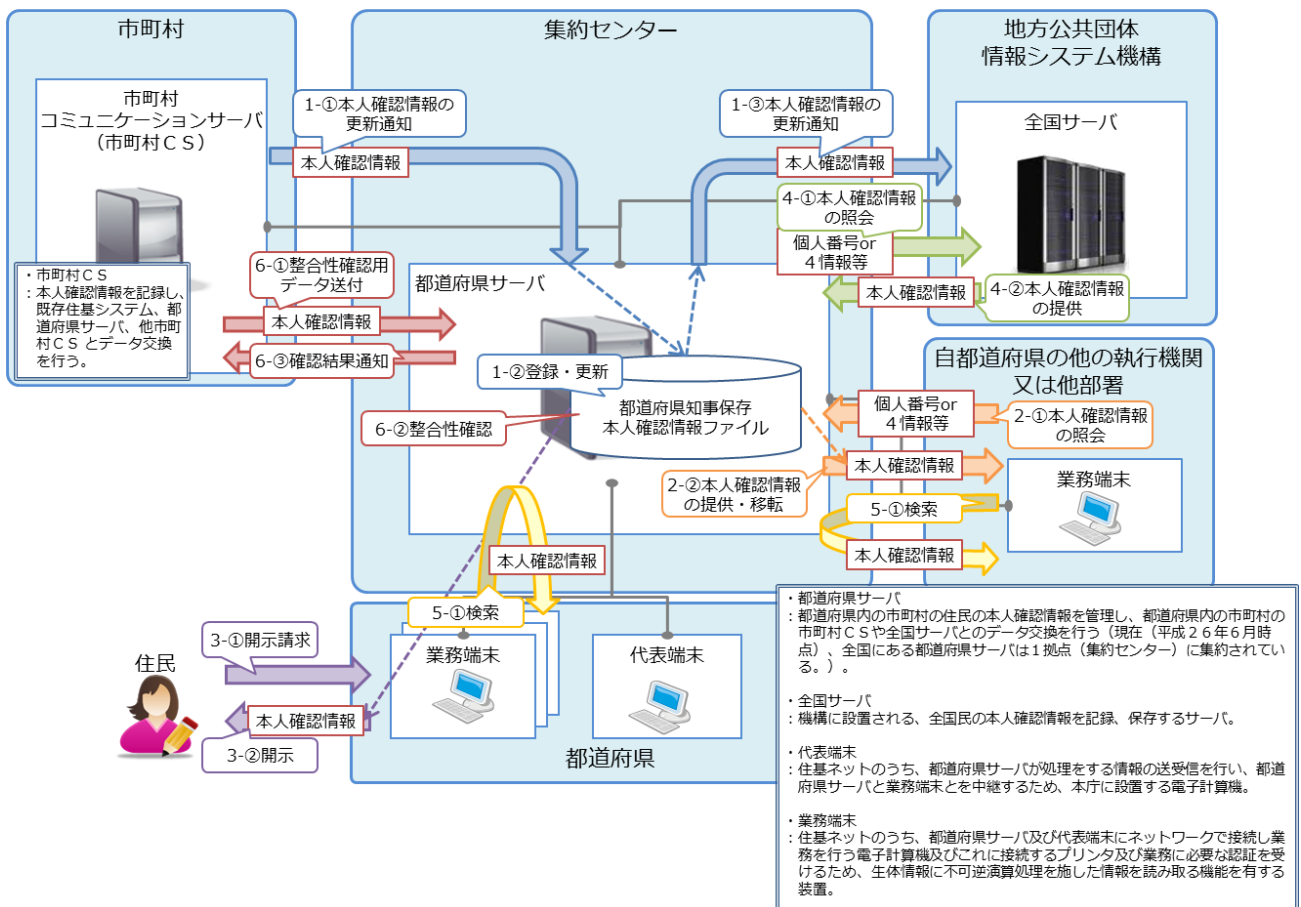 市町村
集約センター
地方公共団体
情報システム機構
市町村
コミュニケーションサーバ
（市町村ＣＳ）
1-①本人確認情報の
更新通知
本人確認情報
1-③本人確認情報の
更新通知
本人確認情報
全国サーバ
4-①本人確認情報
の照会
個人番号or
４情報等
本人確認情報
4-②本人確認情報
の提供
・市町村ＣＳ
：本人確認情報を記録し、
既存住基システム、都
道府県サーバ、他市町
村ＣＳ とデータ交換
を行う。
6-①整合性確認用
データ送付
本人確認情報
6-③確認結果通知
都道府県サーバ
1-②登録・更新
6-②整合性確認
都道府県知事保存
本人確認情報ファイル
自都道府県の他の執行機関
又は他部署
個人番号or
４情報等
2-①本人確認情報
の照会
本人確認情報
2-②本人確認情報
の提供・移転
業務端末
5-①検索
本人確認情報
本人確認情報
5-①検索
業務端末
代表端末
都道府県
住民
3-①開示請求
本人確認情報
3-②開示
・都道府県サーバ
：都道府県内の市町村の住民の本人確認情報を管理し、都道府県内の市町村の
市町村ＣＳや全国サーバとのデータ交換を行う（現在（平成２６年６月時
点）、全国にある都道府県サーバは１拠点（集約センター）に集約されてい
る。）。
・全国サーバ
：機構に設置される、全国民の本人確認情報を記録、保存するサーバ。
・代表端末
：住基ネットのうち、都道府県サーバが処理をする情報の送受信を行い、都道
府県サーバと業務端末とを中継するため、本庁に設置する電子計算機。
・業務端末
：住基ネットのうち、都道府県サーバ及び代表端末にネットワークで接続し業
務を行う電子計算機及びこれに接続するプリンタ及び業務に必要な認証を受
けるため、生体情報に不可逆演算処理を施した情報を読み取る機能を有する
装置。